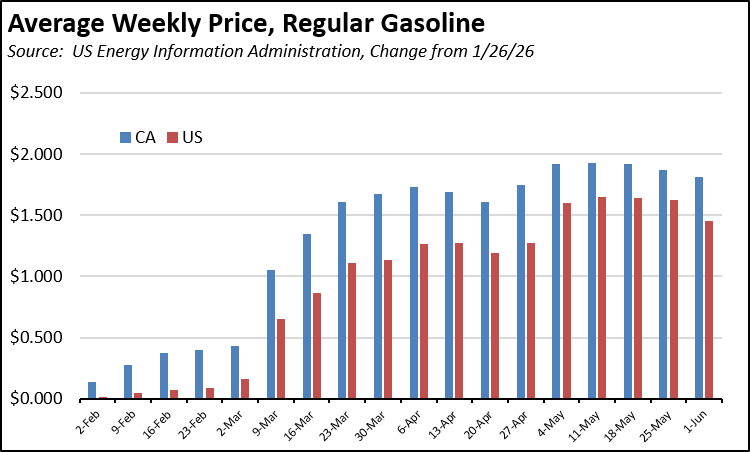 Average Weekly Price, Regular Gasoline
Source:  US Energy Information Administration, Change from 1/26/26
$2.500
CA US
$2.000
$1.500
$1.000
$0.500
$0.000
2-Feb 9-Feb 16-Feb 23-Feb 2-Mar 9-Mar 16-Mar 23-Mar 30-Mar 6-Apr 13-Apr 20-Apr 27-Apr 4-May 11-May 18-May 25-May 1-Jun